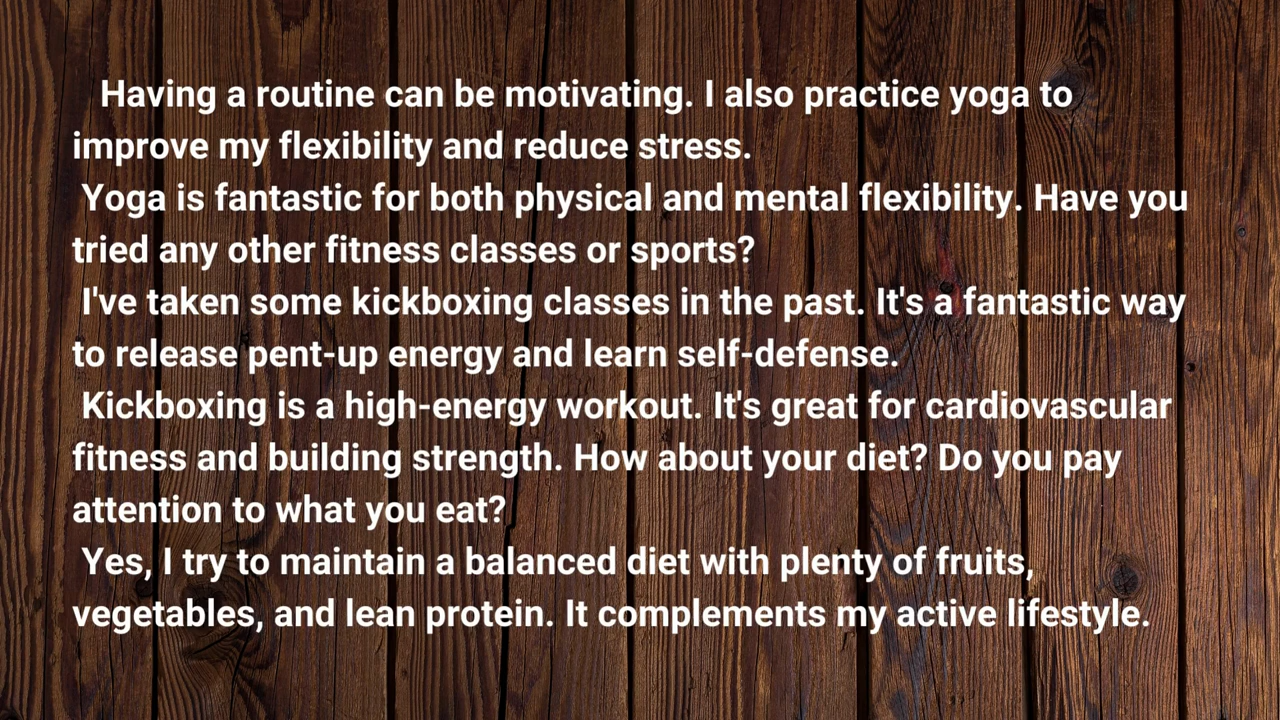 Having a routine can be motivating. I also practice yoga to
improve my flexibility and reduce stress.
Yoga is fantastic for both physical and mental flexibility. Have you
tried any other fitness classes or sports?
I've taken some kickboxing classes in the past. It's a fantastic way
to release pent-up energy and learn self-defense.
Kickboxing is a high-energy workout. It's great for cardiovascular
fitness and building strength. How about your diet? Do you pay
attention to what you eat?
Yes, I try to maintain a balanced diet with plenty of fruits,
vegetables, and lean protein. It complements my active lifestyle.